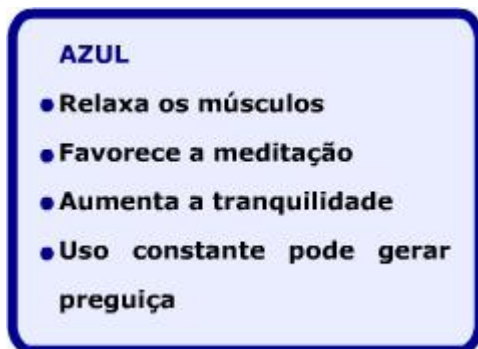 AZUL
Relaxa os músculos
Favorece a meditação
Aumenta a tranquilidade
Uso constante pode gerar
preguiça